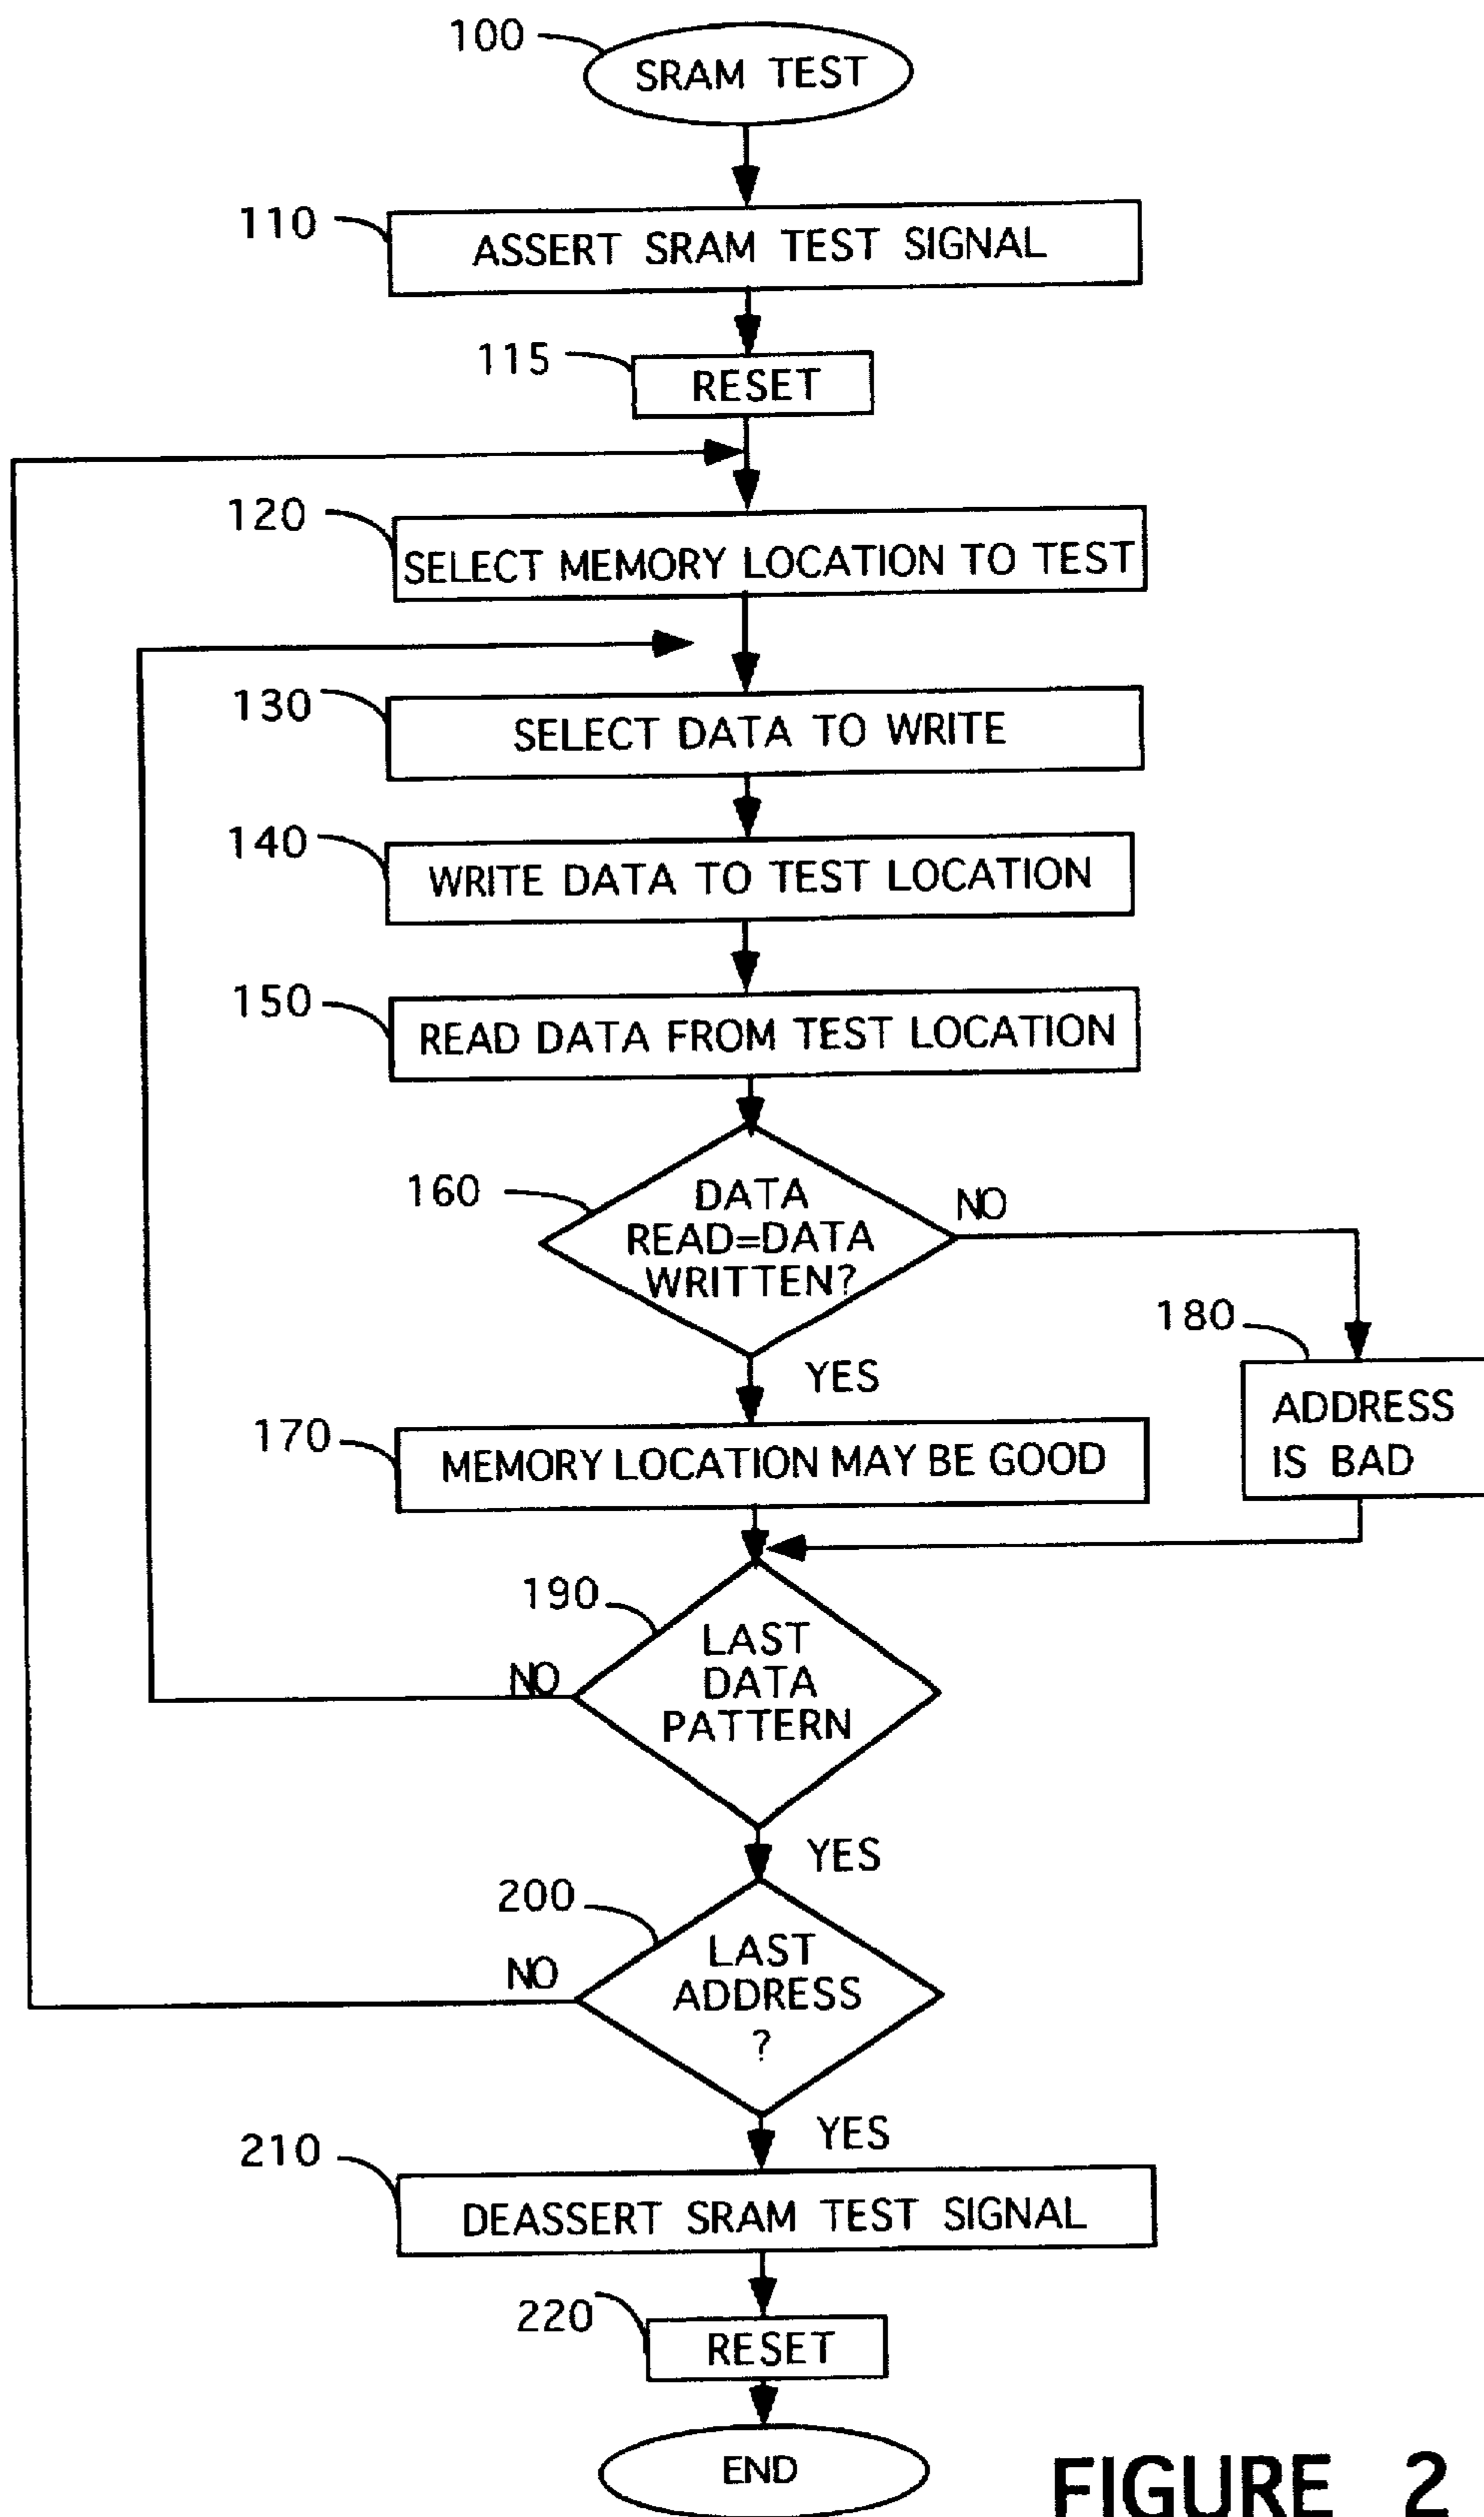 100
SRAM TEST
110
ASSERT SRAM TEST SIGNAL
115
RESET
120
SELECT MEMORY LOCATION TO TEST
130
SELECT DATA TO WRITE
140
WRITE DATA TO TEST LOCATION
150
READ DATA FROM TEST LOCATION
160
DATA
READ=DATA
WRITTEN?
NO
180
YES
ADDRESS
IS BAD
170
MEMORY LOCATION MAY BE GOOD
190
LAST
DATA
PATTERN
NO
YES
200
LAST
ADDRESS
?
NO
YES
210
DEASSERT SRAM TEST SIGNAL
220
RESET
END
FIGURE 2